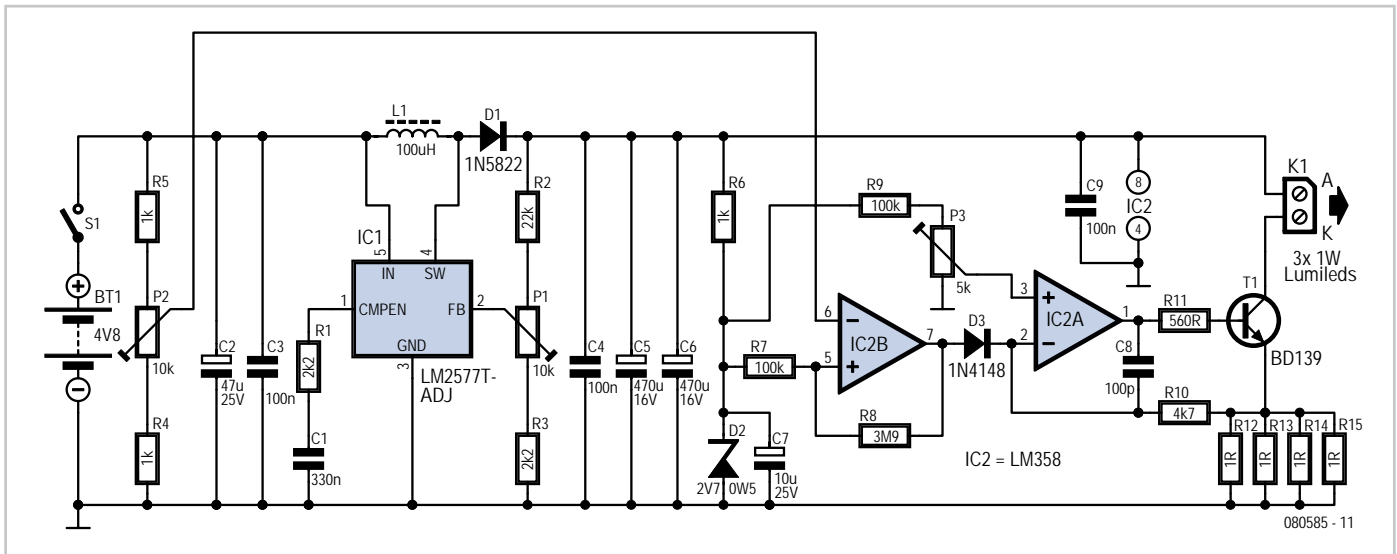 S1
BT1
4V8
R5
1k
P2
10k
R4
1k
C2
47u
25V
C3
100n
L1
100uH
D1
1N5822
IC1
5
4
IN
SW
1
CMPEN
FB
2
GND
3
LM2577T-
ADJ
R1
2k2
C1
330n
R2
22k
P1
10k
R3
2k2
C4
100n
C5
470u
16V
C6
470u
16V
R6
1k
D2
2V7
0W5
C7
10u
25V
R9
100k
P3
5k
R7
100k
6
5
IC2B
7
R8
3M9
D3
1N4148
3
2
IC2A
1
IC2 = LM358
C9
100n
8
IC2
4
R11
560R
C8
100p
R10
4k7
T1
BD139
K1
A
K
3x 1W
Lumileds
R12
1R
R13
1R
R14
1R
R15
1R
080585 - 11